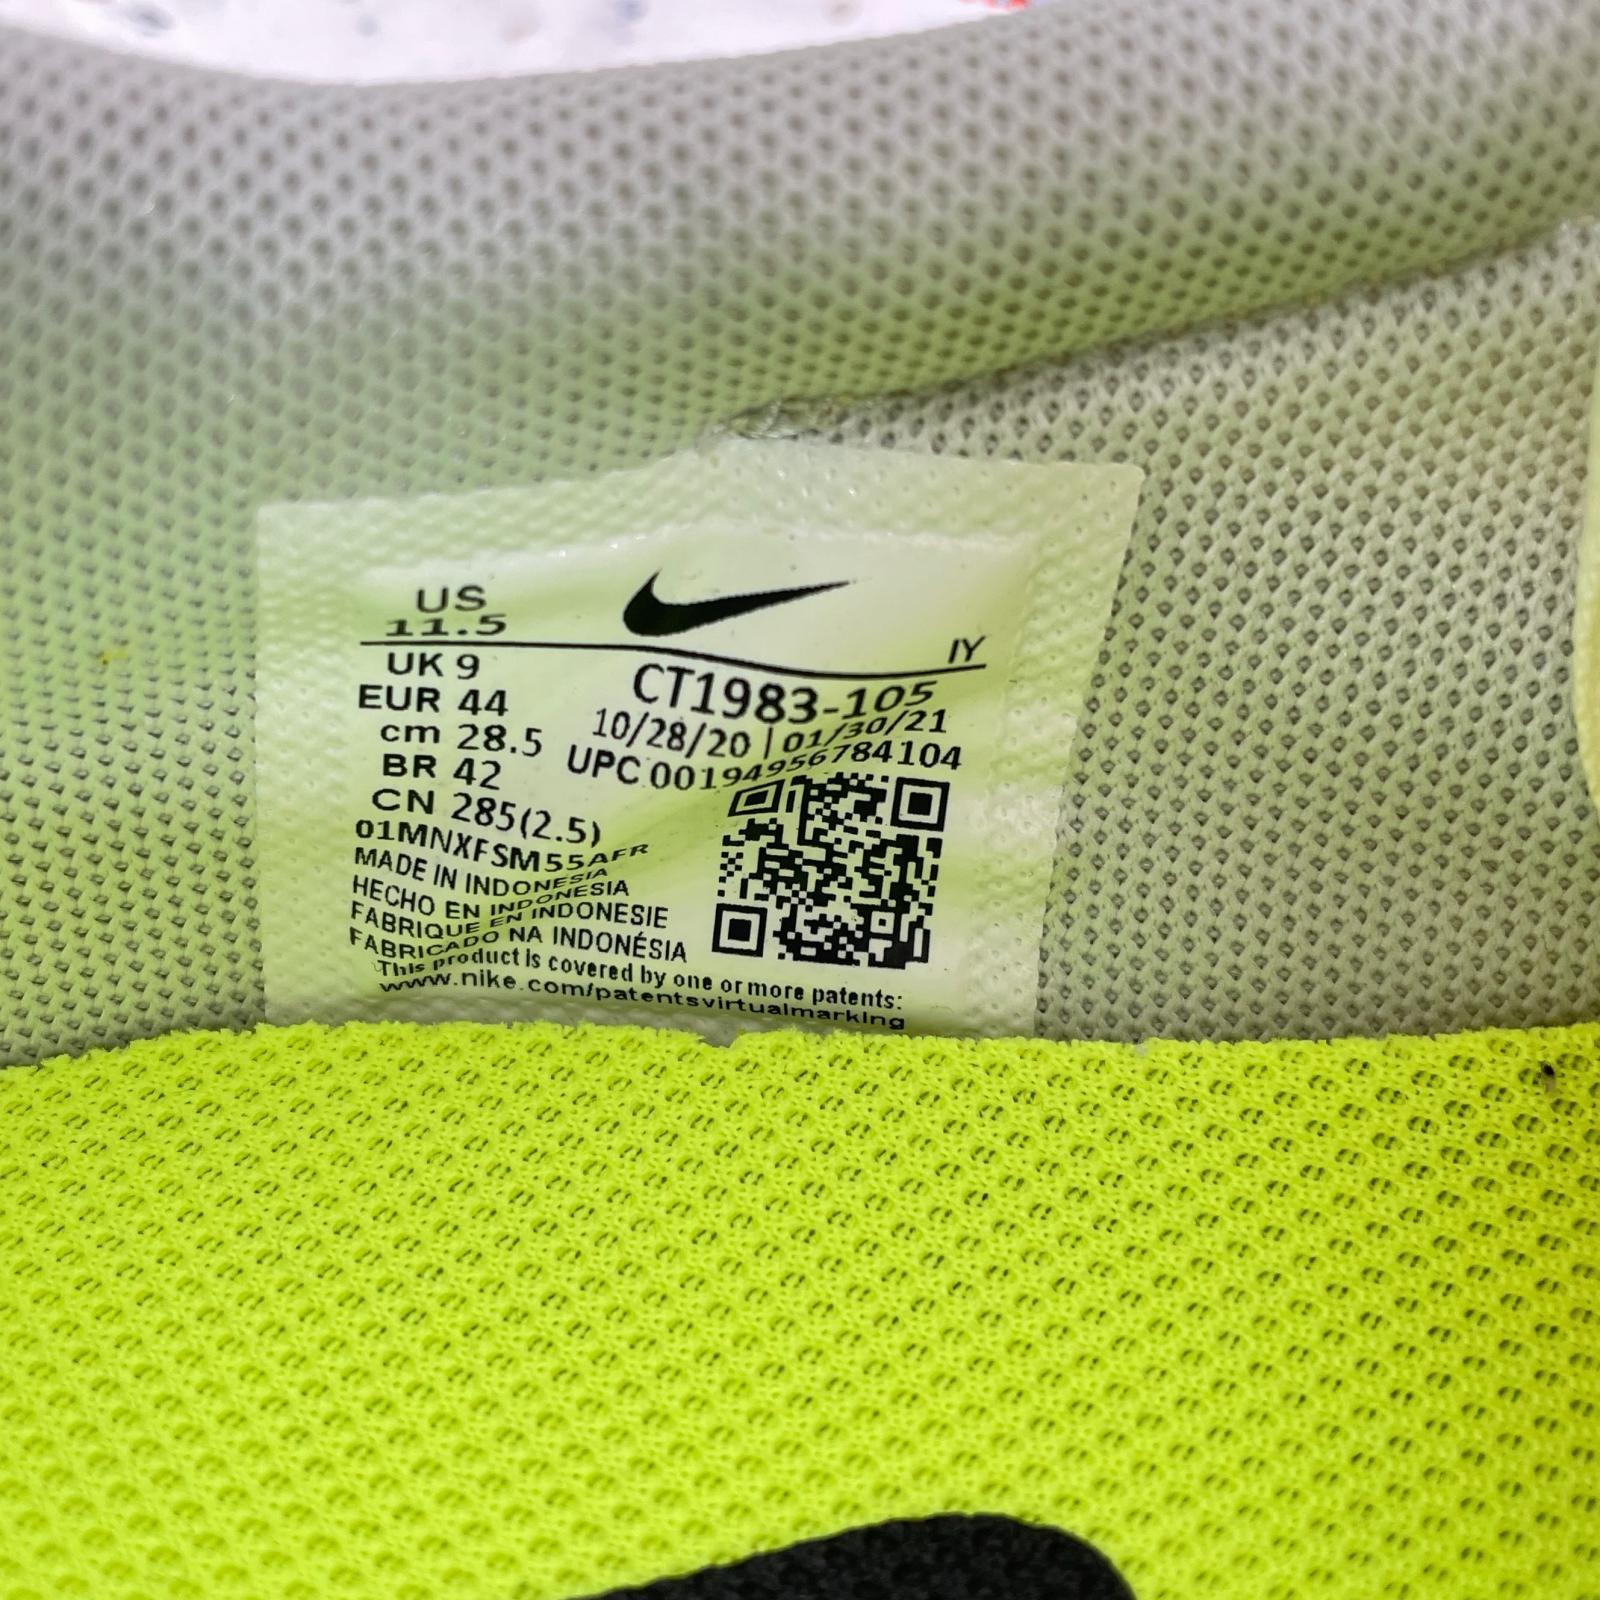 US
11.5
IY
UK 9
EUR 44
cm 28.5
BR 42
CN 285(2.5)
CT1983-105
10/28/20 | 01/30/21
UPC 00194956784104
01MNXFSM55AFR
MADE IN INDONESIA
HECHO EN INDONESIA
FABRIQUE EN INDONESIE
FABRICADO NA INDONÉSIA
This product is covered by one or more patents:
www.nike.com/patentsvirtualmarking